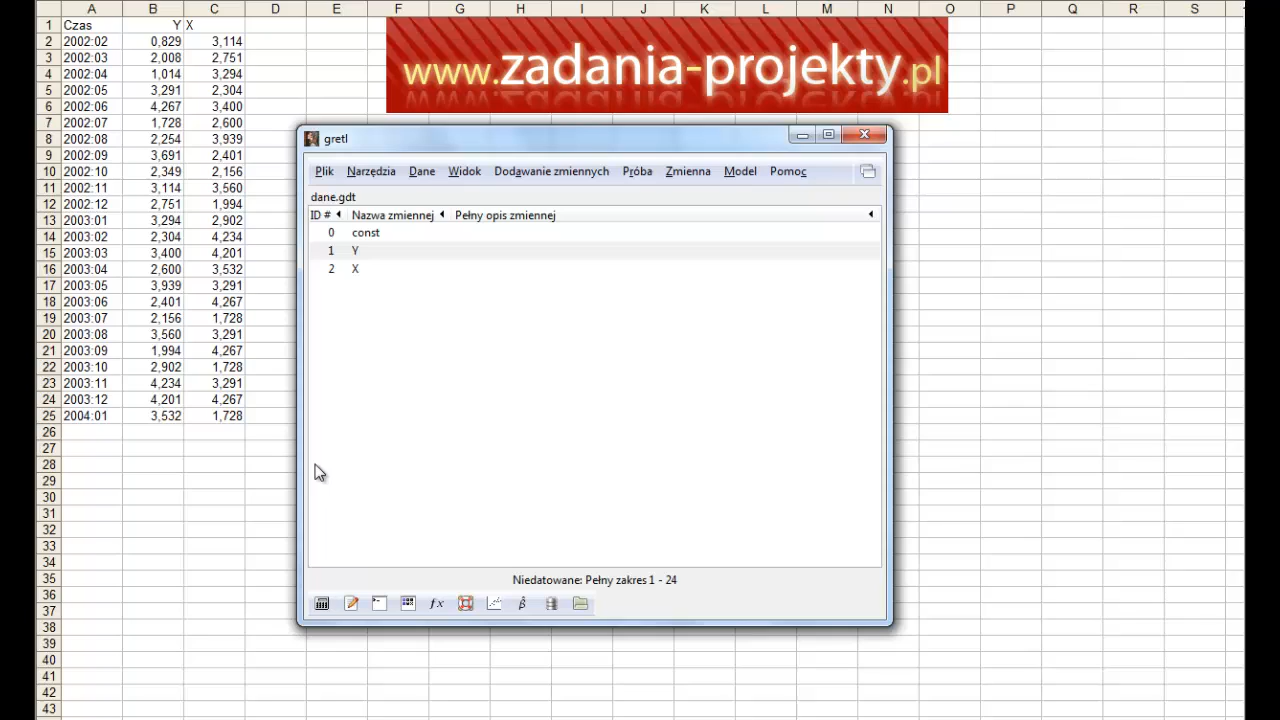 A B C D E F G H I J K L M N O P Q R S
1 Czas Y X
2 2002:02 0,829 3,114
3 2002:03 2,008 2,751
4 2002:04 1,014 3,294
5 2002:05 3,291 2,304
6 2002:06 4,267 3,400
7 2002:07 1,728 2,600
8 2002:08 2,254 3,939
9 2002:09 3,691 2,401
10 2002:10 2,349 2,156
11 2002:11 3,114 3,560
12 2002:12 2,751 1,994
13 2003:01 3,294 2,902
14 2003:02 2,304 4,234
15 2003:03 3,400 4,201
16 2003:04 2,600 3,532
17 2003:05 3,939 3,291
18 2003:06 2,401 4,267
19 2003:07 2,156 1,728
20 2003:08 3,560 3,291
21 2003:09 1,994 4,267
22 2003:10 2,902 1,728
23 2003:11 4,234 3,291
24 2003:12 4,201 4,267
25 2004:01 3,532 1,728
26
27
28
29
30
31
32
33
34
35
36
37
38
39
40
41
42
43
www.zadania-projekty.pl
gretl
Plik Narzędzia Dane Widok Dodawanie zmiennych Próba Zmienna Model Pomoc
dane.gdt
ID # Nazwa zmiennej Pełny opis zmiennej
0 const
1 Y
2 X
Niedatowane: Pełny zakres 1 - 24
fx β̂